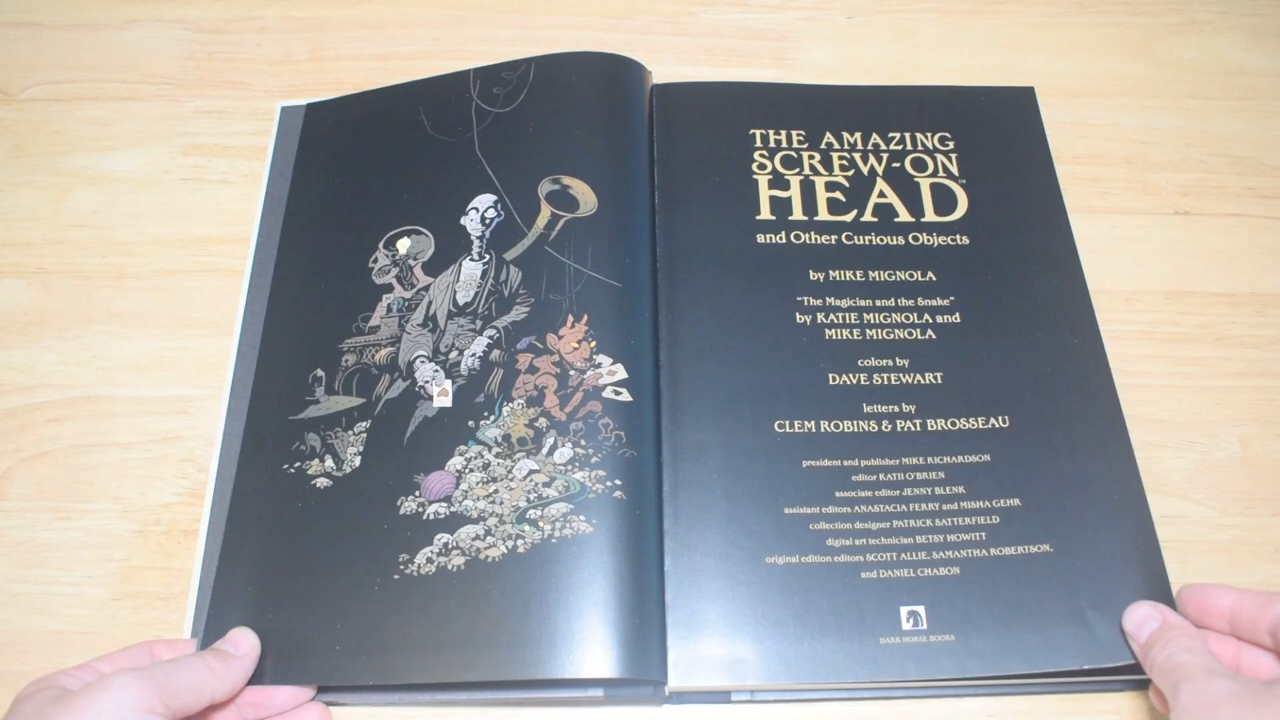 THE AMAZING
SCREW-ON
HEAD™
and Other Curious Objects
by MIKE MIGNOLA
“The Magician and the Snake”
by KATIE MIGNOLA and
MIKE MIGNOLA
colors by
DAVE STEWART
letters by
CLEM ROBINS & PAT BROSSEAU
president and publisher MIKE RICHARDSON
editor KATII O'BRIEN
associate editor JENNY BLENK
assistant editors ANASTACIA FERRY and MISHA GEHR
collection designer PATRICK SATTERFIELD
digital art technician BETSY HOWITT
original edition editors SCOTT ALLIE, SAMANTHA ROBERTSON,
and DANIEL CHABON
DARK HORSE BOOKS